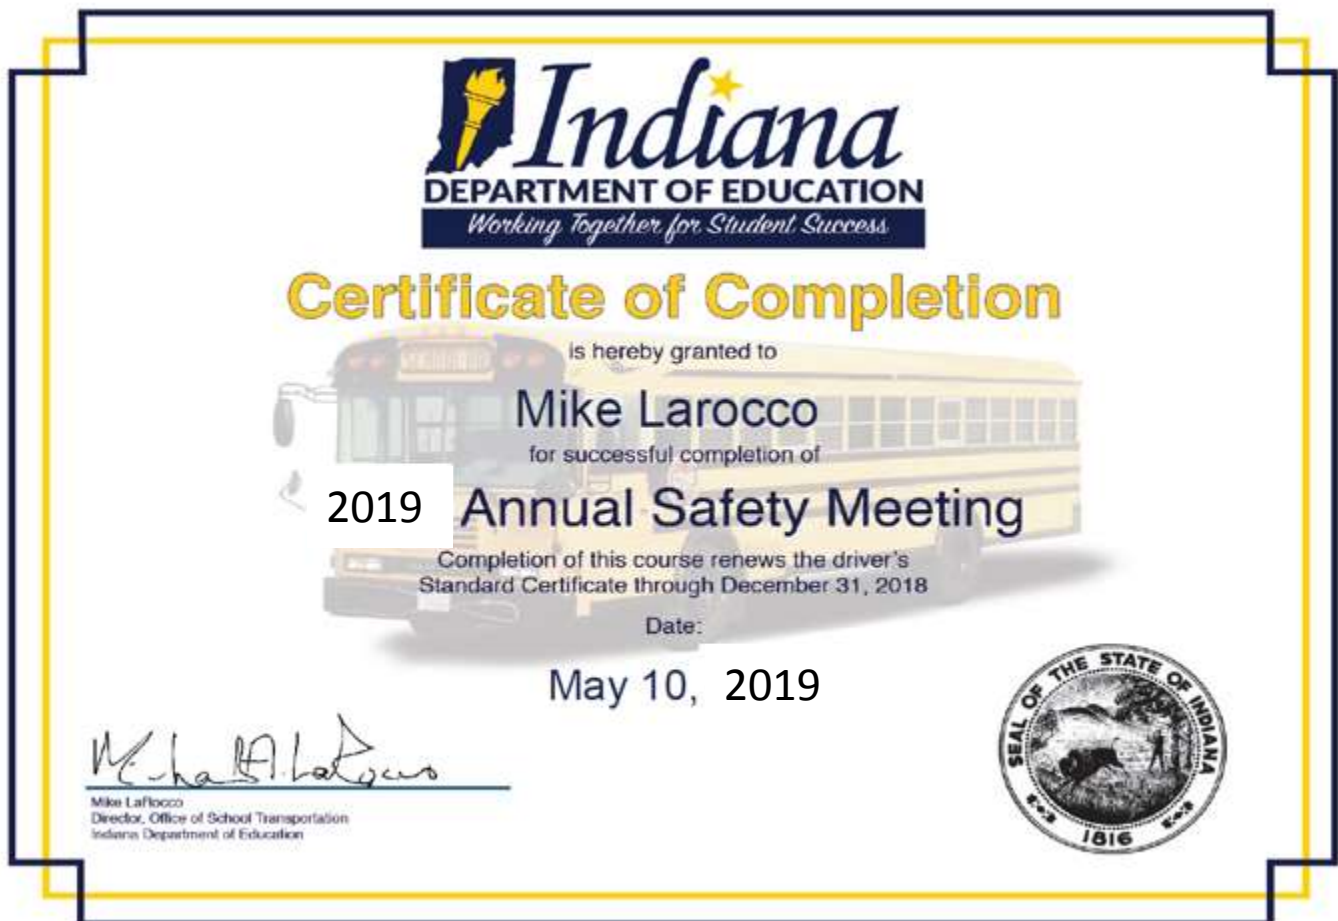 Indiana
DEPARTMENT OF EDUCATION
Working Together for Student Success
Certificate of Completion
is hereby granted to
Mike Larocco
for successful completion of
2019 Annual Safety Meeting
Completion of this course renews the driver's
Standard Certificate through December 31, 2018
Date:
May 10, 2019
Mike LaRocco
Director, Office of School Transportation
Indiana Department of Education
SEAL OF THE STATE OF INDIANA
1816